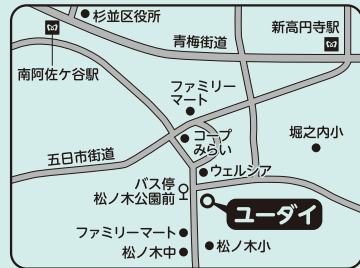 杉並区役所
新高円寺駅
青梅街道
南阿佐ケ谷駅
ファミリー
マート
コープ
みらい
堀之内小
五日市街道
ウェルシア
バス停
松ノ木公園前
ユーダイ
ファミリーマート
松ノ木中
松ノ木小